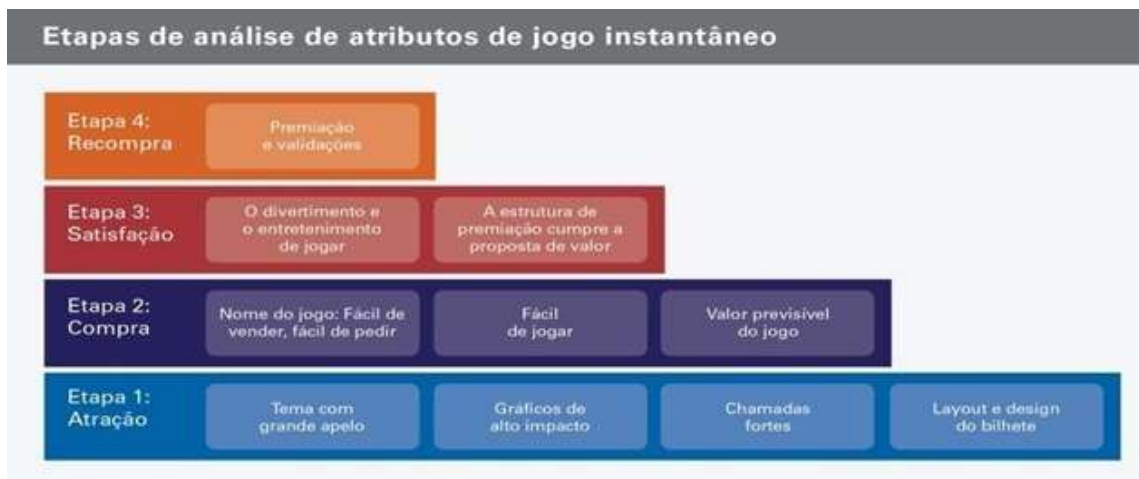 Etapas de análise de atributos de jogo instantâneo
Etapa 4:
Recompra
Premiação
e validações
Etapa 3:
Satisfação
O divertimento e
o entretenimento
de jogar
A estrutura de
premiação cumpre a
proposta de valor
Etapa 2:
Compra
Nome do jogo: Fácil de
vender, fácil de pedir
Fácil
de jogar
Valor previsível
do jogo
Etapa 1:
Atração
Tema com
grande apelo
Gráficos de
alto impacto
Chamadas
fortes
Layout e design
do bilhete